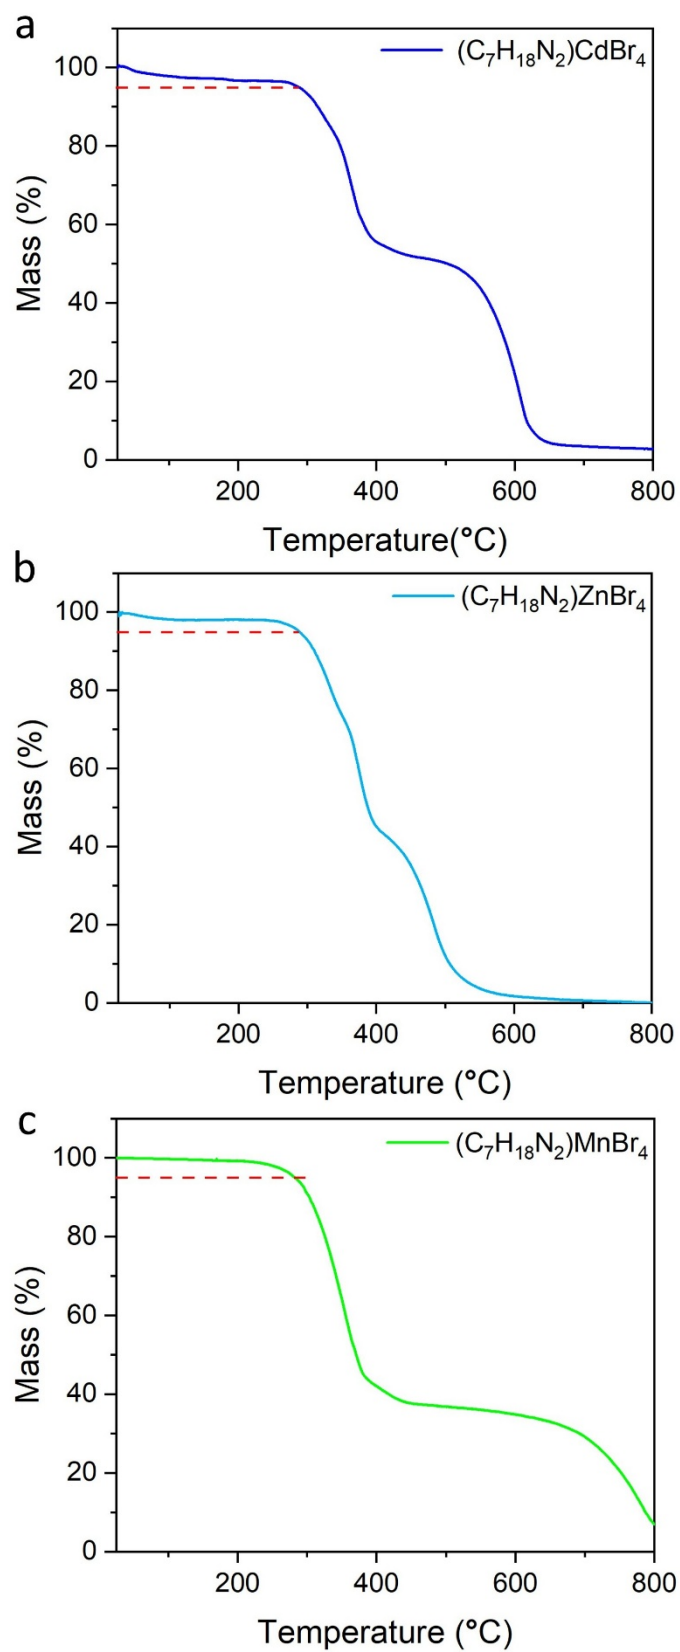 a
(C₇H₁₈N₂)CdBr₄
100
80
60
40
20
0
Mass (%)
200 400 600 800
Temperature(°C)
b
(C₇H₁₈N₂)ZnBr₄
100
80
60
40
20
0
Mass (%)
200 400 600 800
Temperature (°C)
c
(C₇H₁₈N₂)MnBr₄
100
80
60
40
20
0
Mass (%)
200 400 600 800
Temperature (°C)